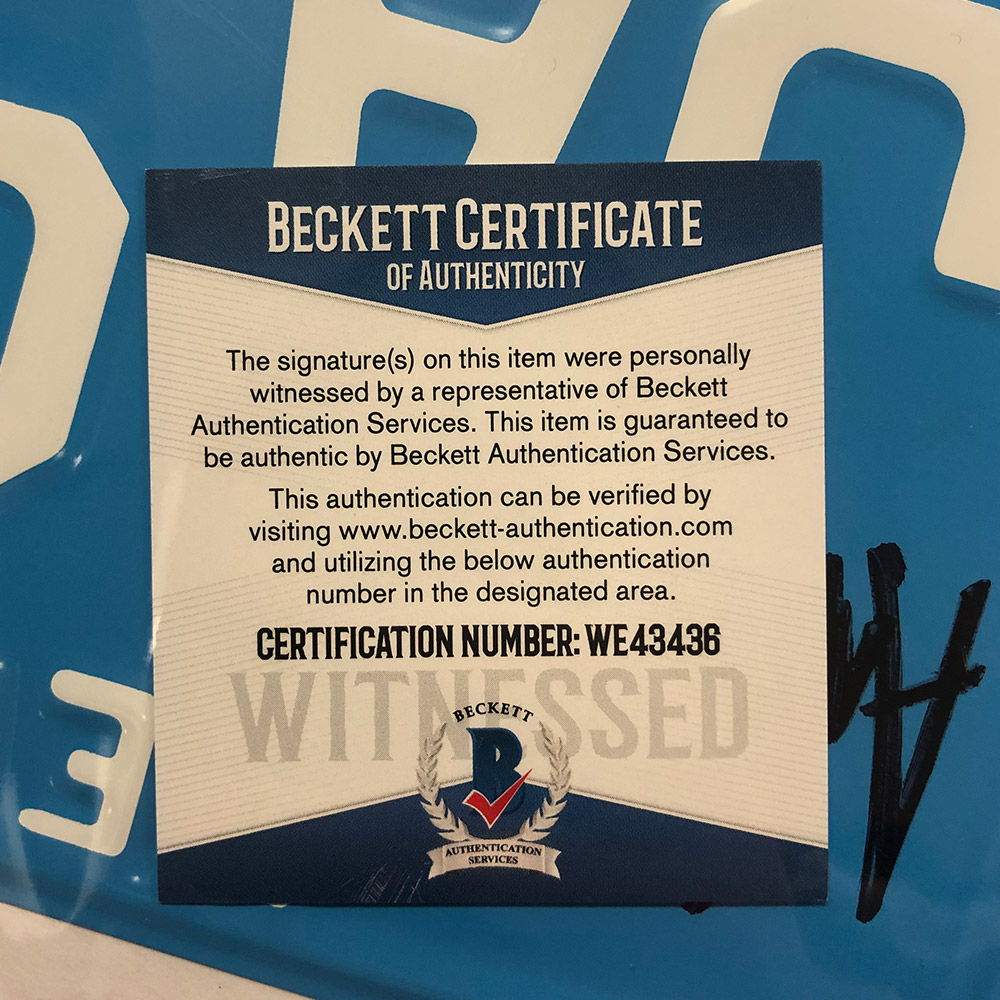 BECKETT CERTIFICATE
OF AUTHENTICITY
The signature(s) on this item were personally
witnessed by a representative of Beckett
Authentication Services. This item is guaranteed to
be authentic by Beckett Authentication Services.
This authentication can be verified by
visiting www.beckett-authentication.com
and utilizing the below authentication
number in the designated area.
CERTIFICATION NUMBER: WE43436
WITNESSED
BECKETT
B
AUTHENTICATION
SERVICES